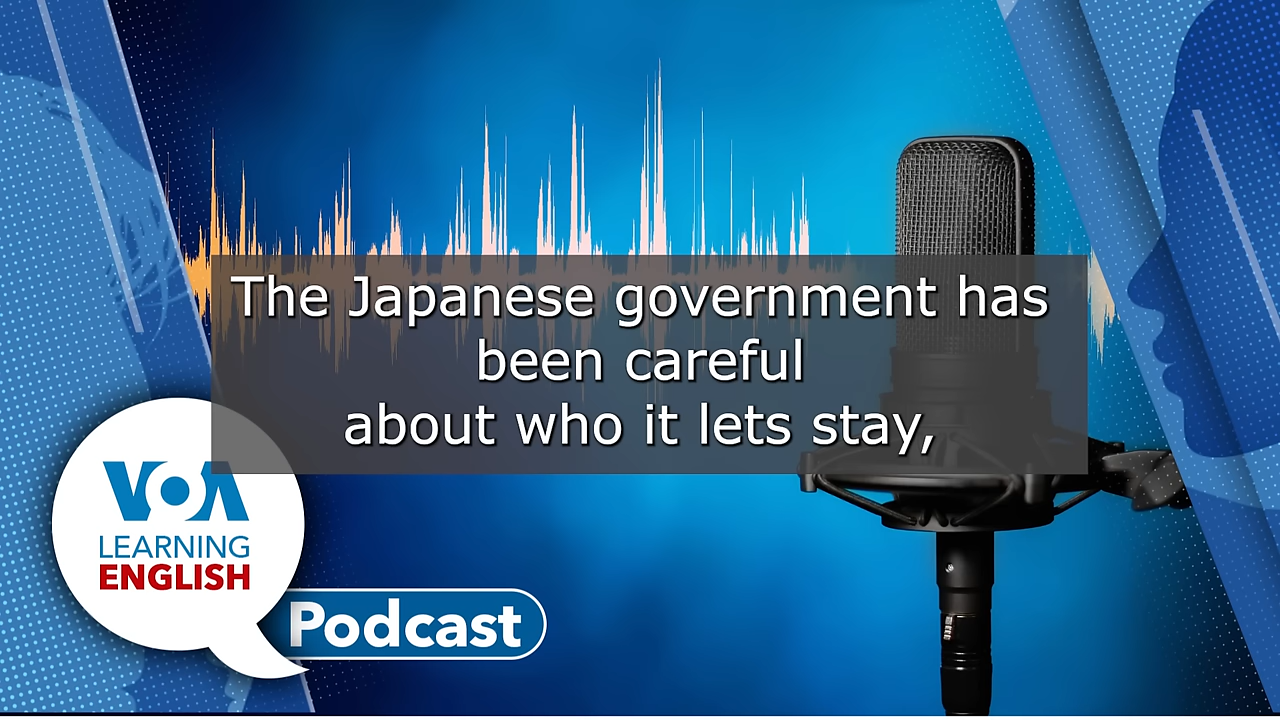 The Japanese government has
been careful
about who it lets stay,
VOA
LEARNING
ENGLISH
Podcast